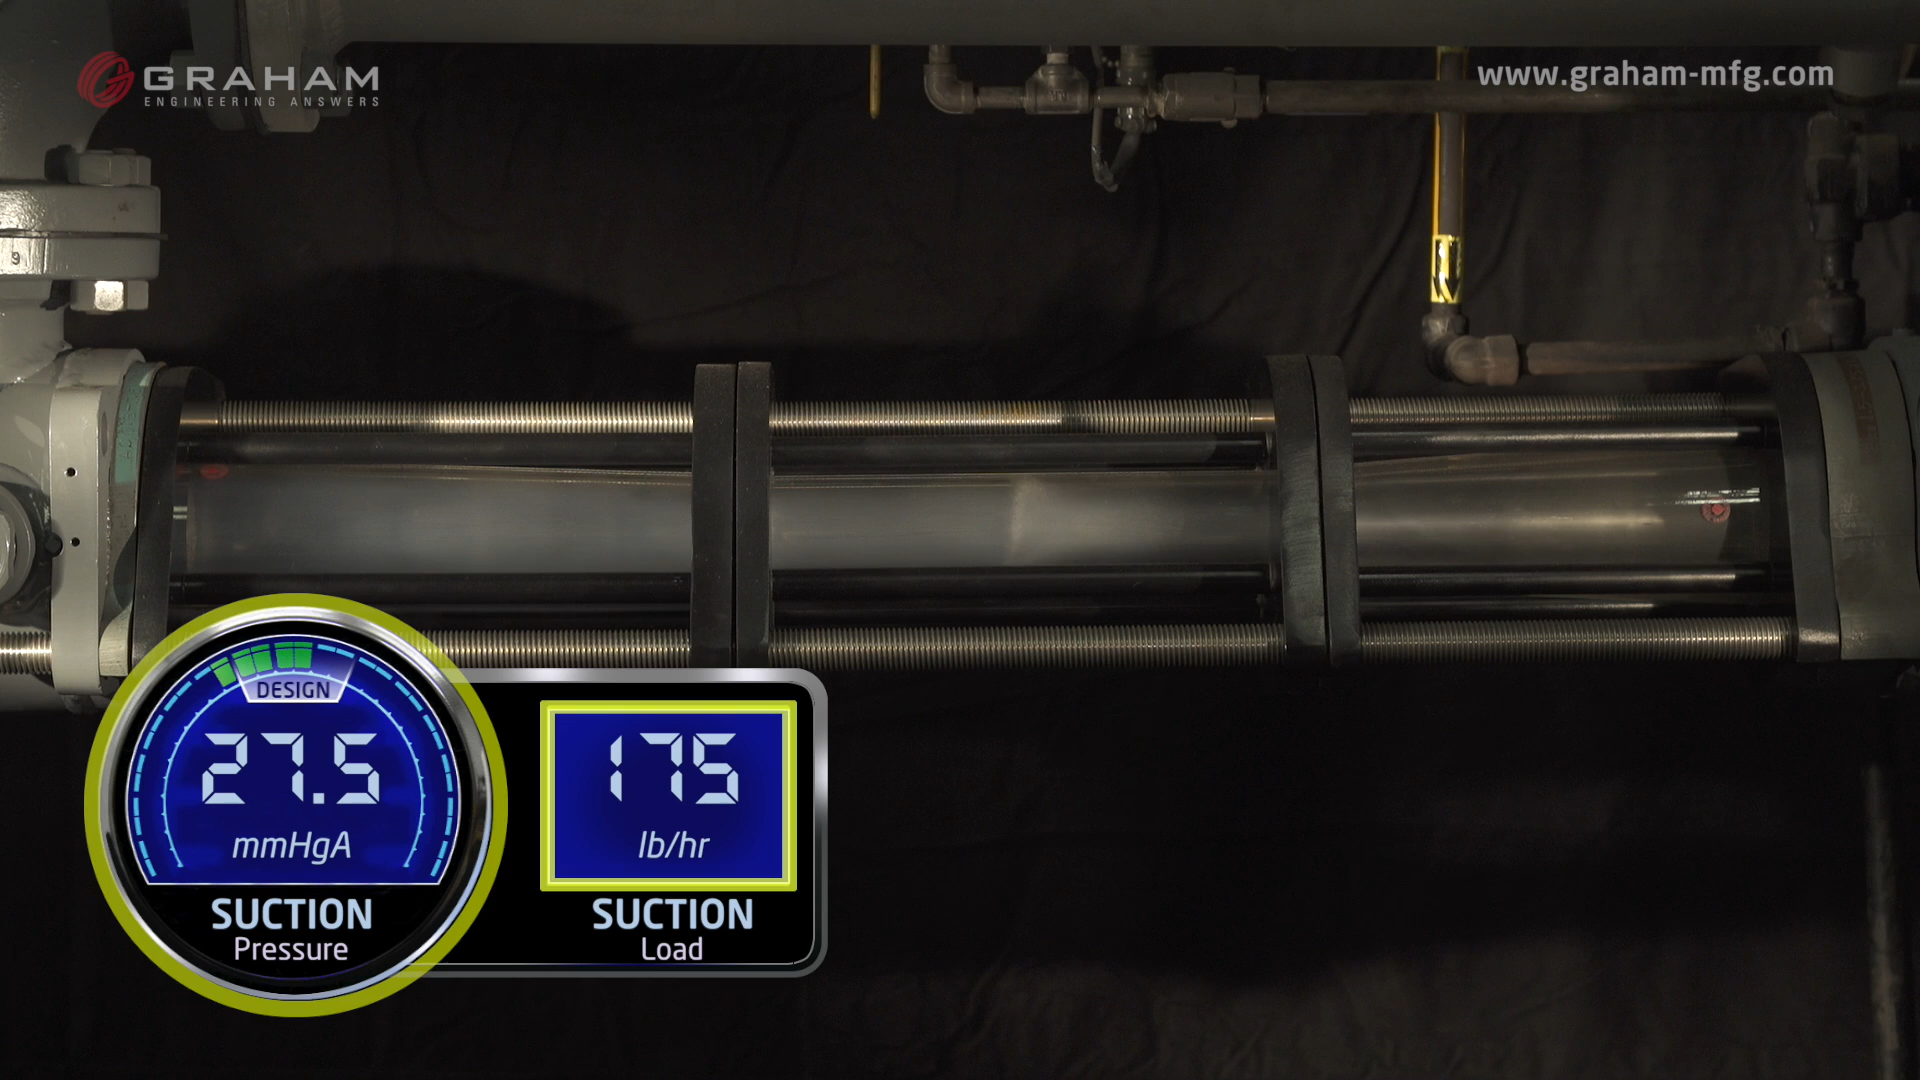 GRAHAM
ENGINEERING ANSWERS
www.graham-mfg.com
9
DESIGN
27.5
mmHgA
SUCTION
Pressure
175
lb/hr
SUCTION
Load